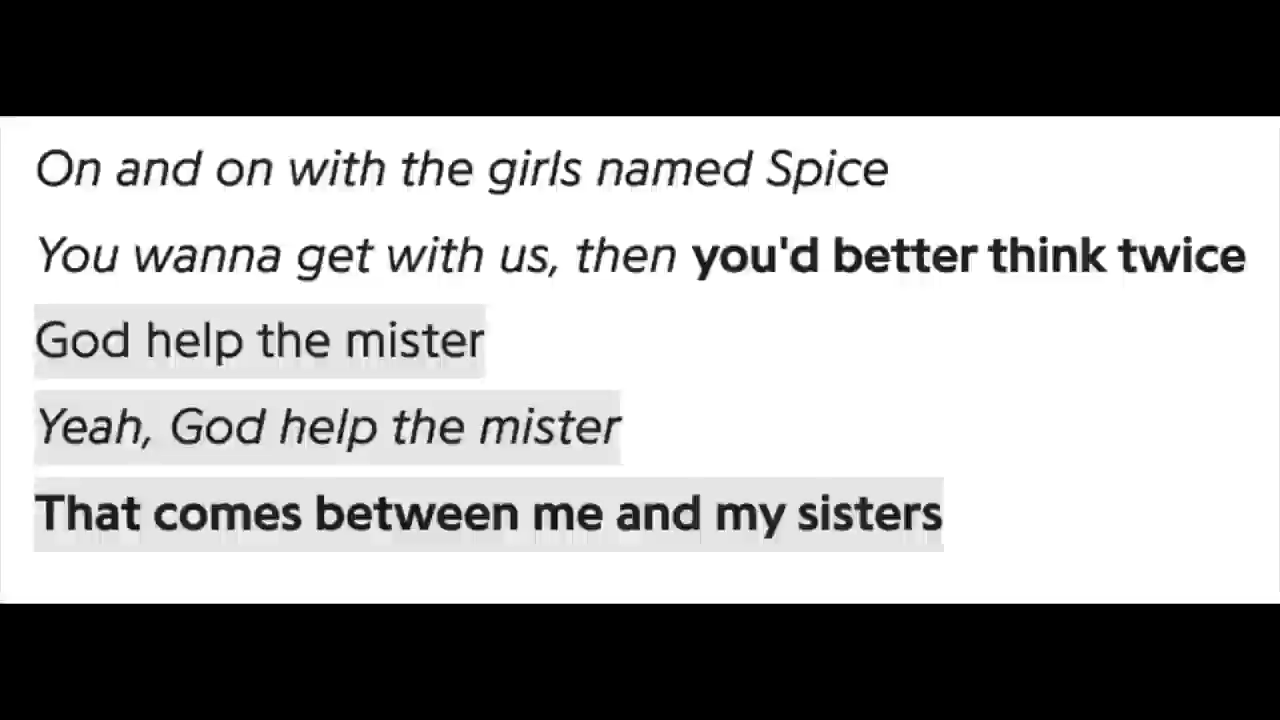 On and on with the girls named Spice
You wanna get with us, then you'd better think twice
God help the mister
Yeah, God help the mister
That comes between me and my sisters